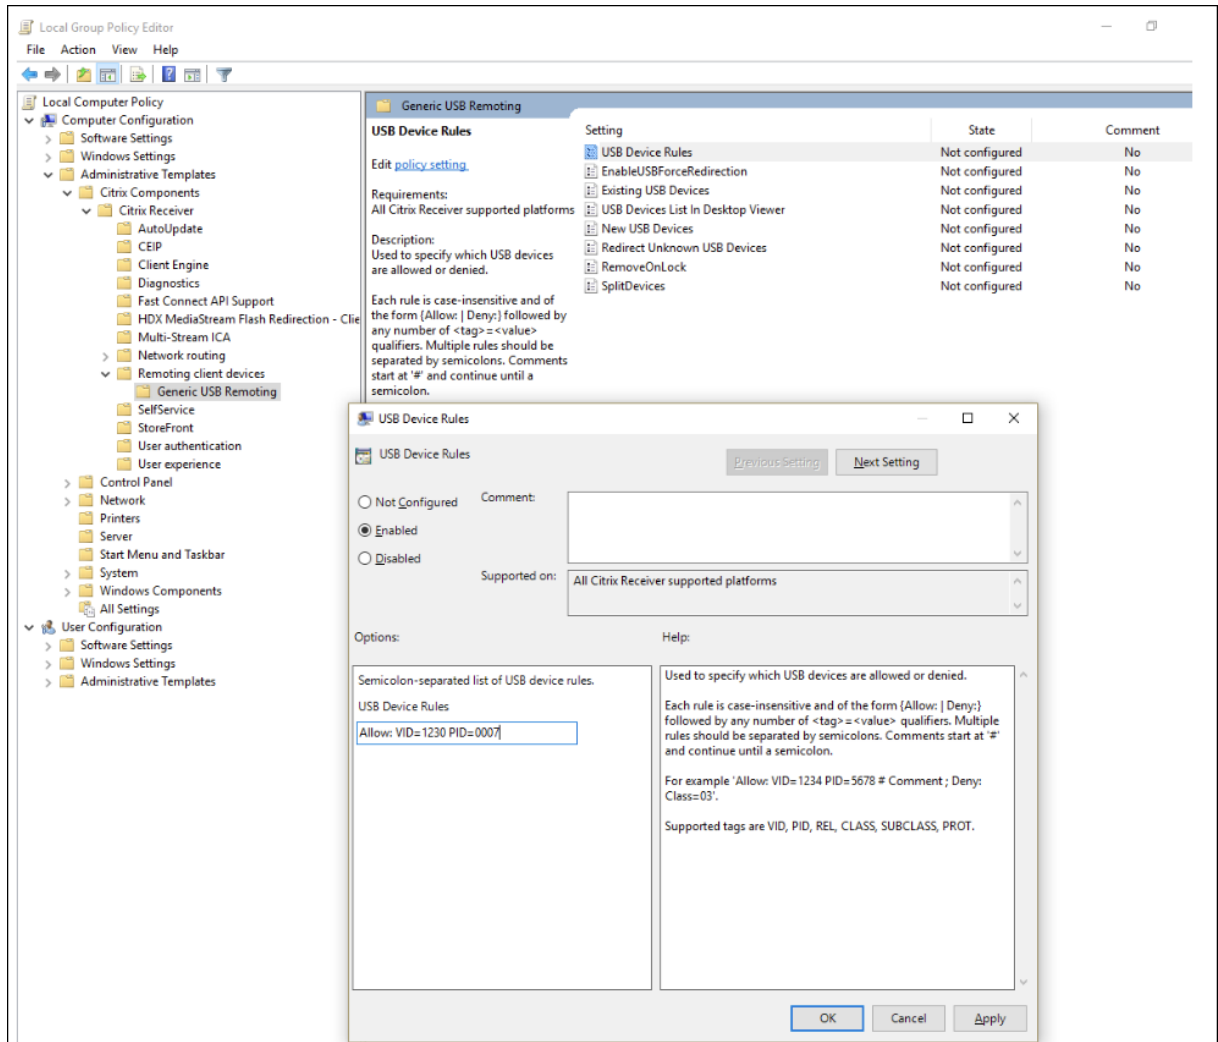 Local Group Policy Editor
File Action View Help
Local Computer Policy
Computer Configuration
Software Settings
Windows Settings
Administrative Templates
Citrix Components
Citrix Receiver
AutoUpdate
CEIP
Client Engine
Diagnostics
Fast Connect API Support
HDX MediaStream Flash Redirection - Clie
Multi-Stream ICA
Network routing
Remoting client devices
Generic USB Remoting
SelfService
StoreFront
User authentication
User experience
Control Panel
Network
Printers
Server
Start Menu and Taskbar
System
Windows Components
All Settings
User Configuration
Software Settings
Windows Settings
Administrative Templates
Generic USB Remoting
USB Device Rules
Edit policy setting
Requirements:
All Citrix Receiver supported platforms
Description:
Used to specify which USB devices
are allowed or denied.
Each rule is case-insensitive and of
the form {Allow: | Deny:} followed by
any number of <tag>=<value>
qualifiers. Multiple rules should be
separated by semicolons. Comments
start at '#' and continue until a
semicolon.
Setting State Comment
USB Device Rules Not configured No
EnableUSBForceRedirection Not configured No
Existing USB Devices Not configured No
USB Devices List In Desktop Viewer Not configured No
New USB Devices Not configured No
Redirect Unknown USB Devices Not configured No
RemoveOnLock Not configured No
SplitDevices Not configured No
USB Device Rules
USB Device Rules
Previous Setting Next Setting
Not Configured Comment:
Enabled
Disabled
Supported on: All Citrix Receiver supported platforms
Options: Help:
Semicolon-separated list of USB device rules.
USB Device Rules
Allow: VID=1230 PID=0007
Used to specify which USB devices are allowed or denied.
Each rule is case-insensitive and of the form {Allow: | Deny:}
followed by any number of <tag>=<value> qualifiers. Multiple
rules should be separated by semicolons. Comments start at '#'
and continue until a semicolon.
For example 'Allow: VID=1234 PID=5678 # Comment ; Deny:
Class=03'.
Supported tags are VID, PID, REL, CLASS, SUBCLASS, PROT.
OK Cancel Apply